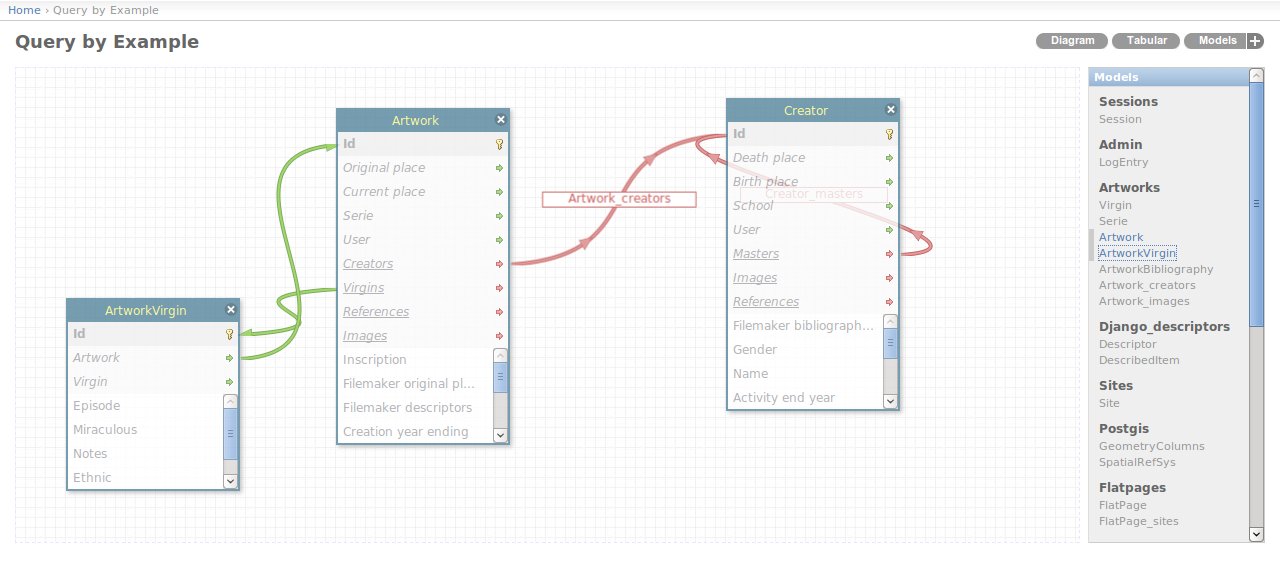 Home › Query by Example
Query by Example
Diagram
Tabular
Models
Artwork
Id
Original place
Current place
Serie
User
Creators
Virgins
References
Images
Inscription
Filemaker original pl...
Filemaker descriptors
Creation year ending
ArtworkVirgin
Id
Artwork
Virgin
Episode
Miraculous
Notes
Ethnic
Artwork_creators
Creator
Id
Death place
Birth place
School
User
Masters
Images
References
Filemaker bibliograph...
Gender
Name
Activity end year
Creator_masters
Models
Sessions
Session
Admin
LogEntry
Artworks
Virgin
Serie
Artwork
ArtworkVirgin
ArtworkBibliography
Artwork_creators
Artwork_images
Django_descriptors
Descriptor
DescribedItem
Sites
Site
Postgis
GeometryColumns
SpatialRefSys
Flatpages
FlatPage
FlatPage_sites